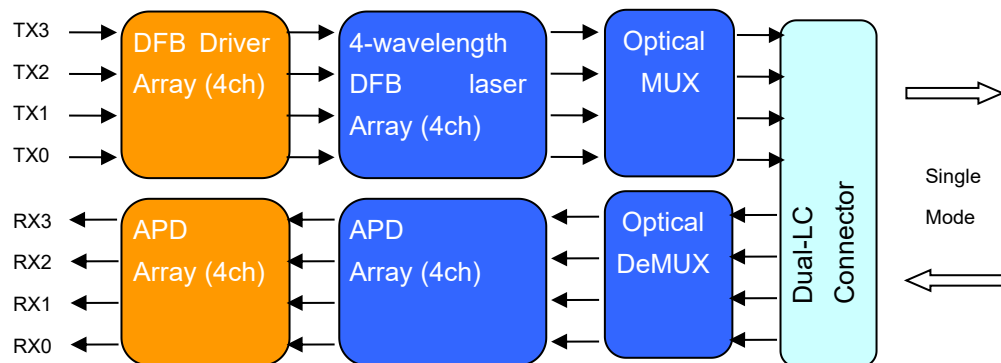 TX3
TX2
TX1
TX0
DFB Driver
Array (4ch)
4-wavelength
DFB laser
Array (4ch)
Optical
MUX
RX3
RX2
RX1
RX0
APD
Array (4ch)
APD
Array (4ch)
Optical
DeMUX
Dual-LC
Connector
Single
Mode